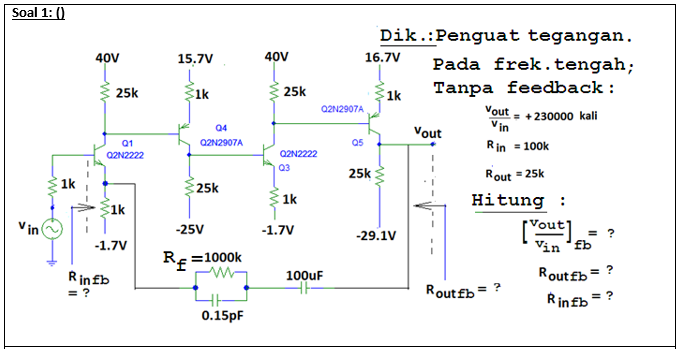 Soal 1: ()
Dik.:Penguat tegangan.
Pada frek.tengah;
Tanpa feedback:
Vout
Vin
= +230000 kali
R in = 100k
R out = 25k
Hitung :
[Vout
Vin] fb = ?
Routfb = ?
Rinfb = ?
40V
15.7V
40V
16.7V
25k
1k
25k
1k
Q1
Q2N2222
Q4
Q2N2907A
Q2N2222
Q3
Q2N2907A
Q5
Vout
1k
1k
25k
1k
25k
Vin
-1.7V
-25V
-1.7V
-29.1V
Rinfb
= ?
Rf =1000k
0.15pF
100uF
Routfb = ?